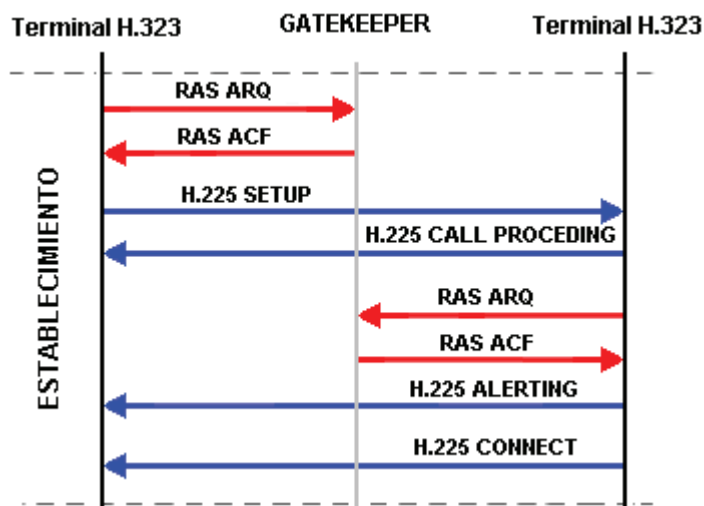 Terminal H.323
GATEKEEPER
Terminal H.323
RAS ARQ
RAS ACF
H.225 SETUP
H.225 CALL PROCEDING
RAS ARQ
RAS ACF
H.225 ALERTING
H.225 CONNECT
ESTABLECIMIENTO